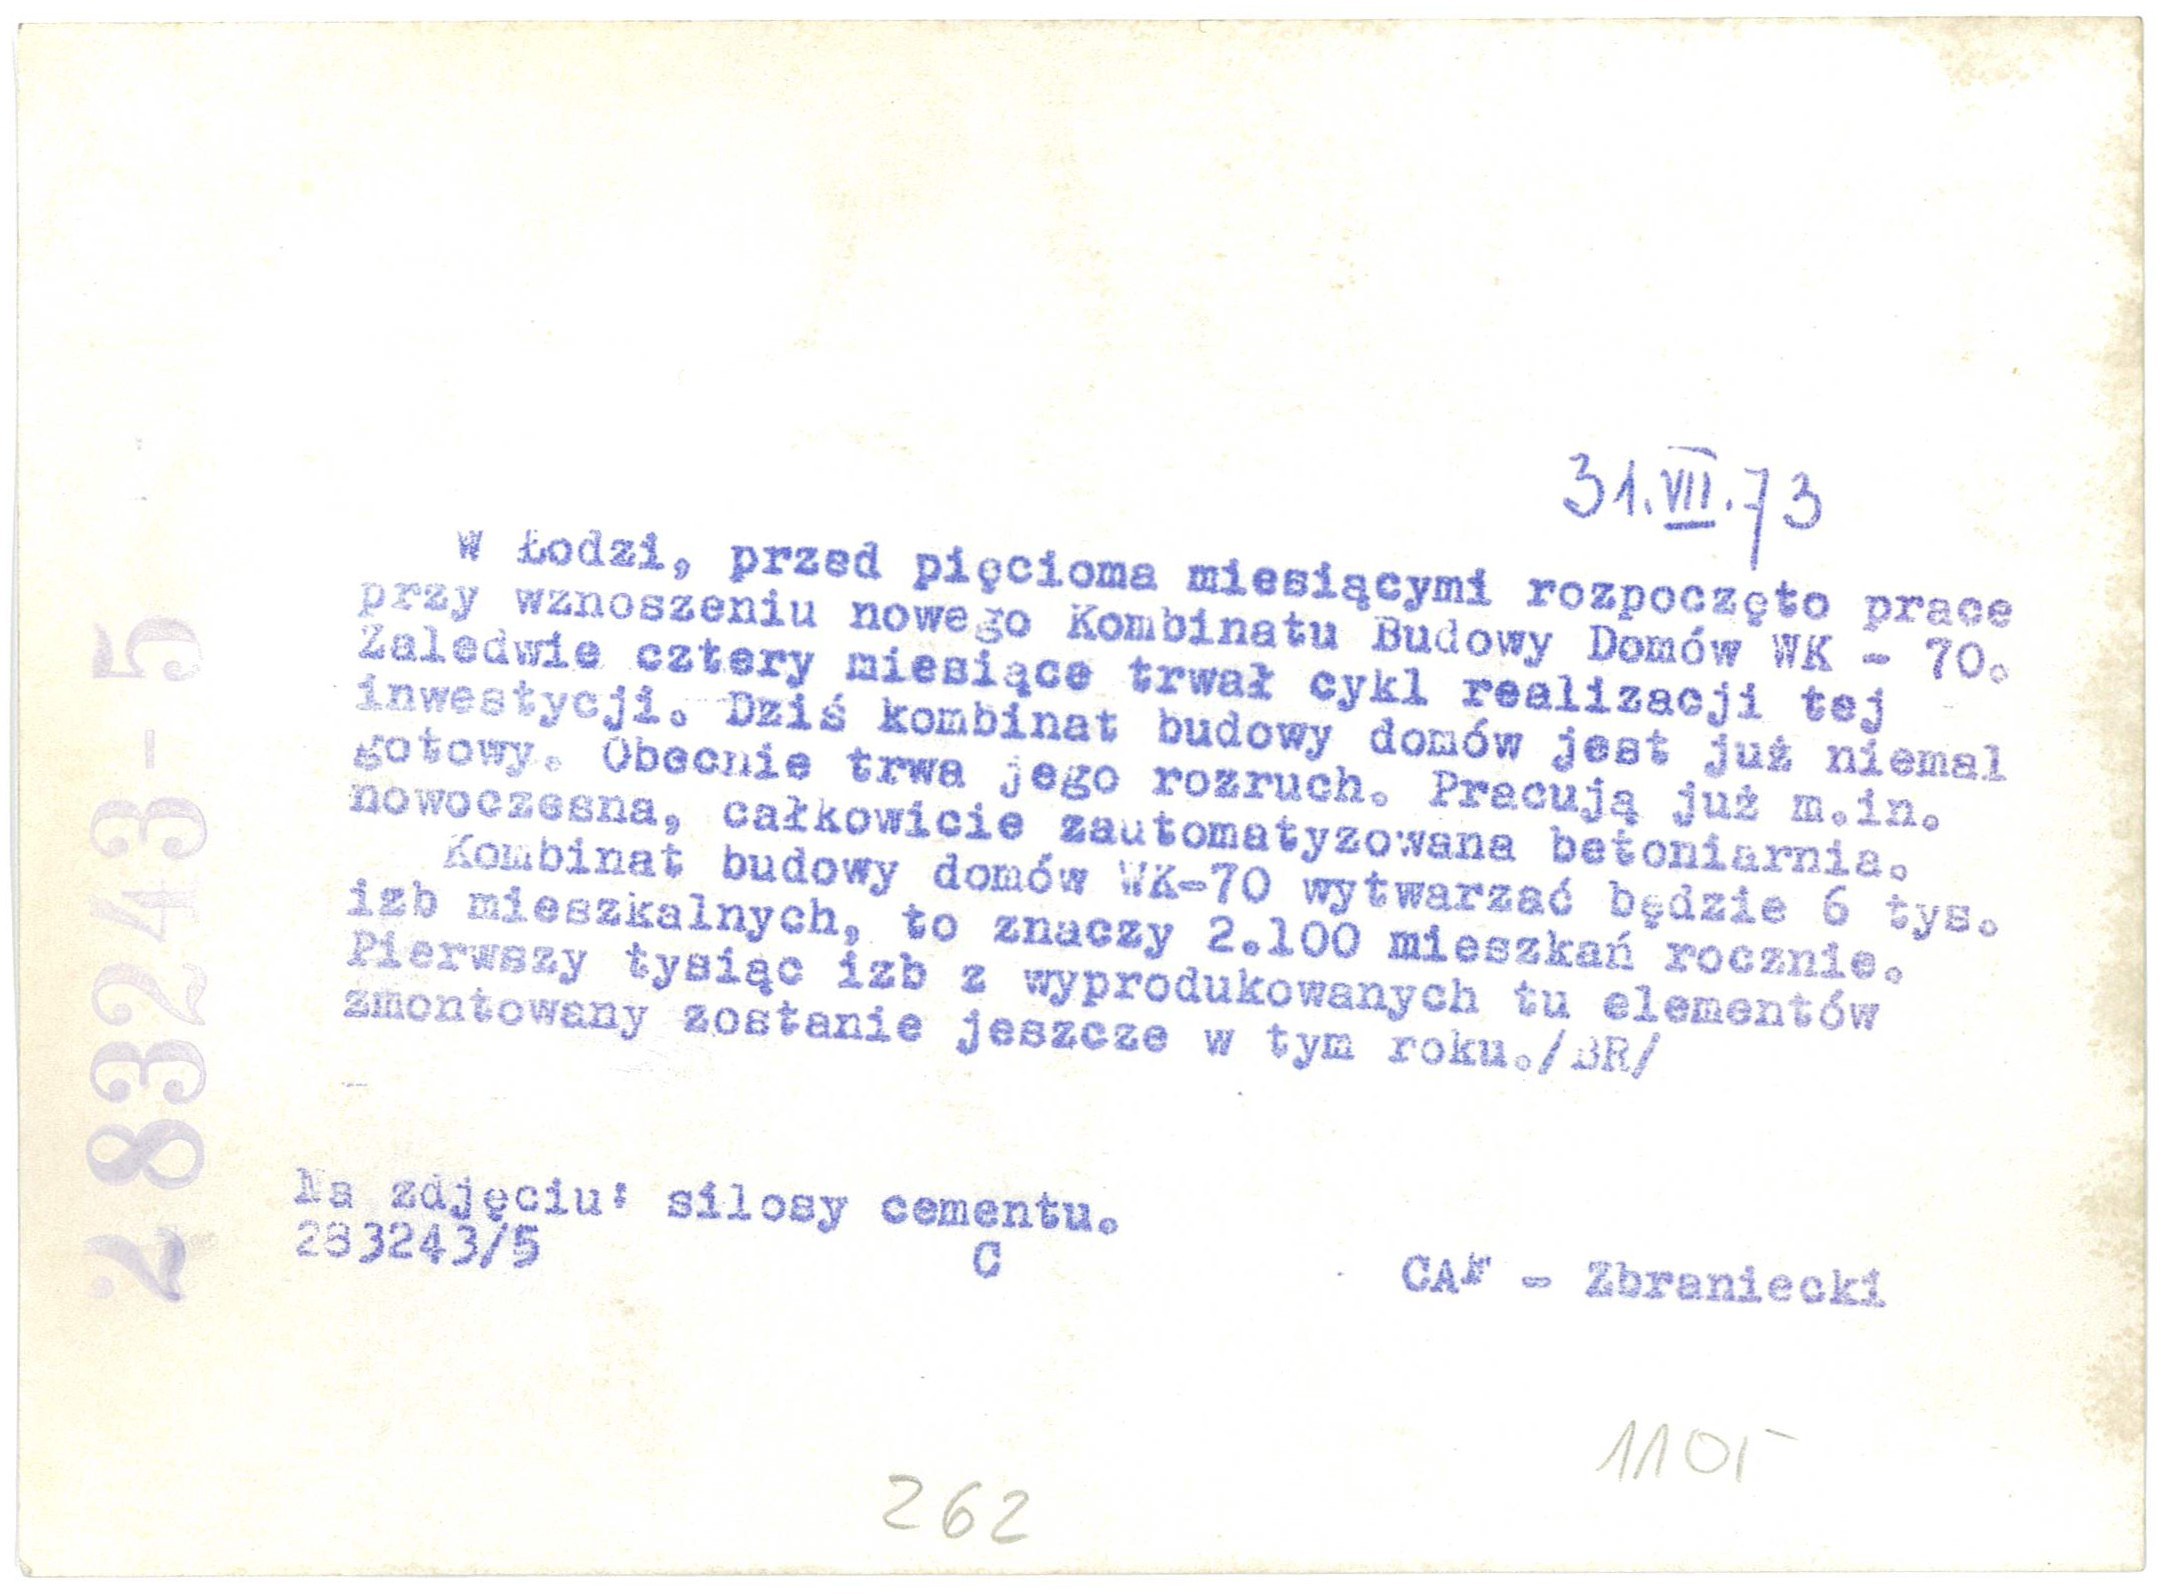 31.VII.73
W Łodzi, przed pięcioma miesiącymi rozpoczęto prace
przy wznoszeniu nowego Kombinatu Budowy Domów WK - 70.
Zaledwie cztery miesiące trwał cykl realizacji tej
inwestycji. Dziś kombinat budowy domów jest już niemal
gotowy. Obecnie trwa jego rozruch. Pracują już m.in.
nowoczesna, całkowicie zautomatyzowana betoniarnia.
Kombinat budowy domów WK-70 wytwarzać będzie 6 tys.
izb mieszkalnych, to znaczy 2.100 mieszkań rocznie.
Pierwszy tysiąc izb z wyprodukowanych tu elementów
zmontowany zostanie jeszcze w tym roku./BR/
Na zdjęciu: silosy cementu.
283243/5
C
CAF - Zbraniecki
283243-5
262
1105